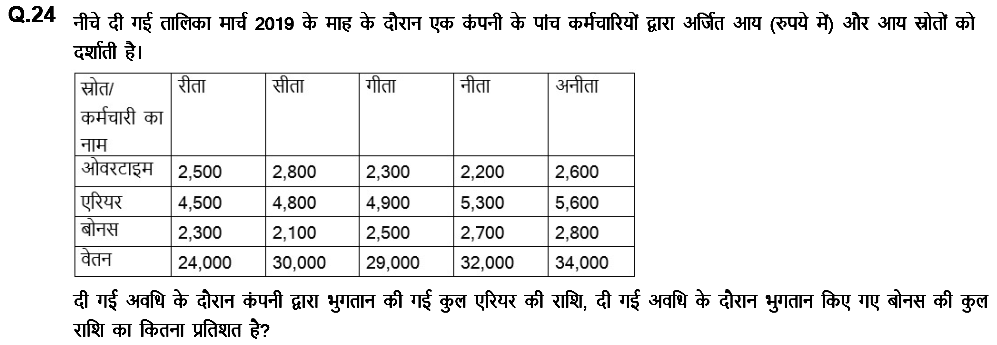 Q.24 नीचे दी गई तालिका मार्च 2019 के माह के दौरान एक कंपनी के पांच कर्मचारियों द्वारा अर्जित आय (रुपये में) और आय स्रोतों को
दर्शाती है।
स्रोत/ रीता सीता गीता नीता अनीता
कर्मचारी का
नाम
ओवरटाइम 2,500 2,800 2,300 2,200 2,600
एरियर 4,500 4,800 4,900 5,300 5,600
बोनस 2,300 2,100 2,500 2,700 2,800
वेतन 24,000 30,000 29,000 32,000 34,000
दी गई अवधि के दौरान कंपनी द्वारा भुगतान की गई कुल एरियर की राशि, दी गई अवधि के दौरान भुगतान किए गए बोनस की कुल
राशि का कितना प्रतिशत है?